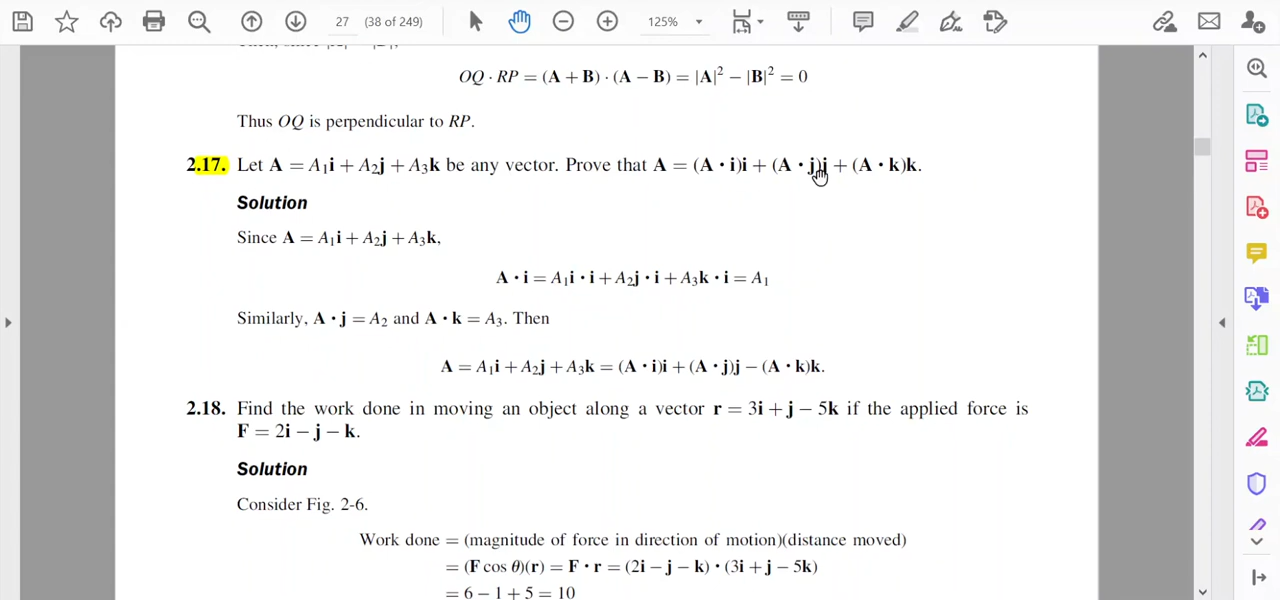 27 (38 of 249) 125%
OQ · RP = (A + B) · (A − B) = |A|² − |B|² = 0
Thus OQ is perpendicular to RP.
2.17. Let A = A₁i + A₂j + A₃k be any vector. Prove that A = (A · i)i + (A · j)j + (A · k)k.
Solution
Since A = A₁i + A₂j + A₃k,
A · i = A₁i · i + A₂j · i + A₃k · i = A₁
Similarly, A · j = A₂ and A · k = A₃. Then
A = A₁i + A₂j + A₃k = (A · i)i + (A · j)j − (A · k)k.
2.18. Find the work done in moving an object along a vector r = 3i + j − 5k if the applied force is
F = 2i − j − k.
Solution
Consider Fig. 2-6.
Work done = (magnitude of force in direction of motion)(distance moved)
= (F cos θ)(r) = F · r = (2i − j − k) · (3i + j − 5k)
= 6 − 1 + 5 = 10